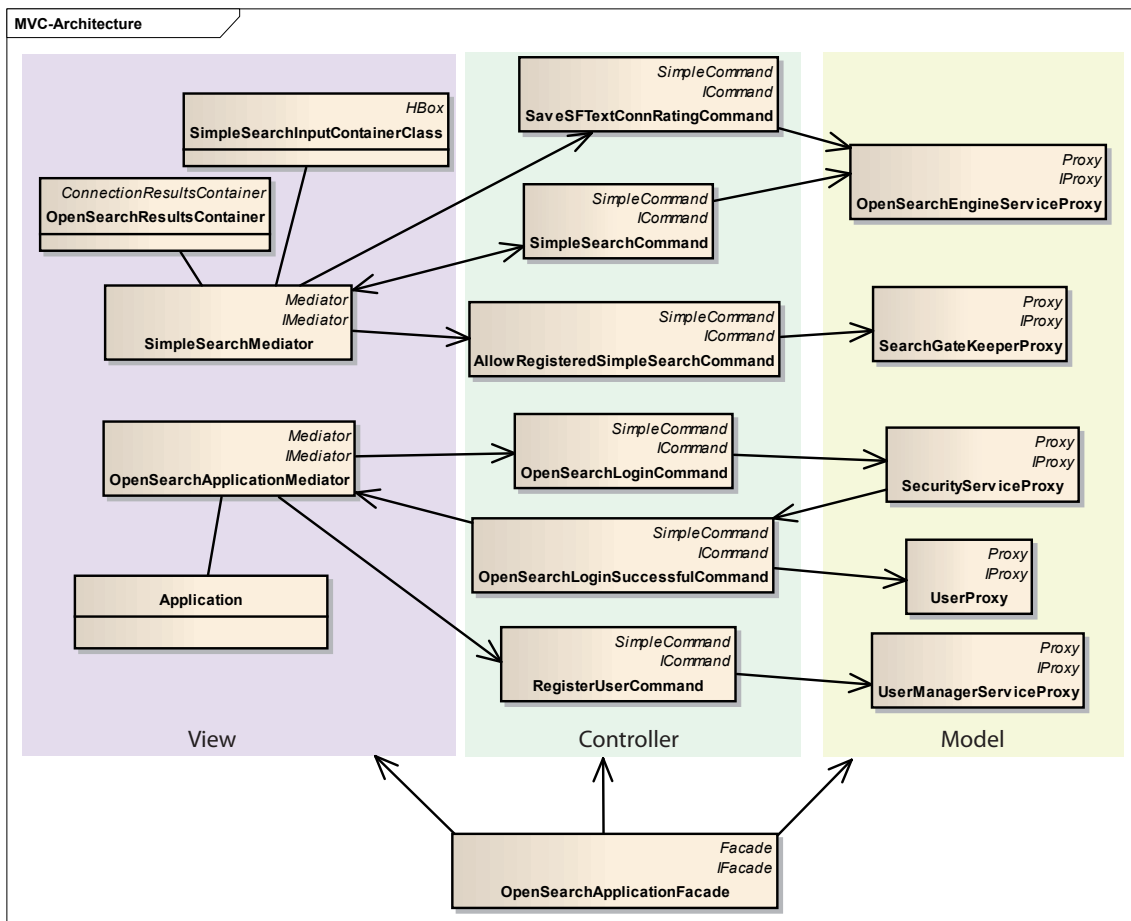 MVC-Architecture
HBox
SimpleSearchInputContainerClass
ConnectionResultsContainer
OpenSearchResultsContainer
Mediator
IMediator
SimpleSearchMediator
Mediator
IMediator
OpenSearchApplicationMediator
Application
View
SimpleCommand
ICommand
SaveSFTextConnRatingCommand
SimpleCommand
ICommand
SimpleSearchCommand
SimpleCommand
ICommand
AllowRegisteredSimpleSearchCommand
SimpleCommand
ICommand
OpenSearchLoginCommand
SimpleCommand
ICommand
OpenSearchLoginSuccessfulCommand
SimpleCommand
ICommand
RegisterUserCommand
Controller
Proxy
IProxy
OpenSearchEngineServiceProxy
Proxy
IProxy
SearchGateKeeperProxy
Proxy
IProxy
SecurityServiceProxy
Proxy
IProxy
UserProxy
Proxy
IProxy
UserManagerServiceProxy
Model
Facade
IFacade
OpenSearchApplicationFacade